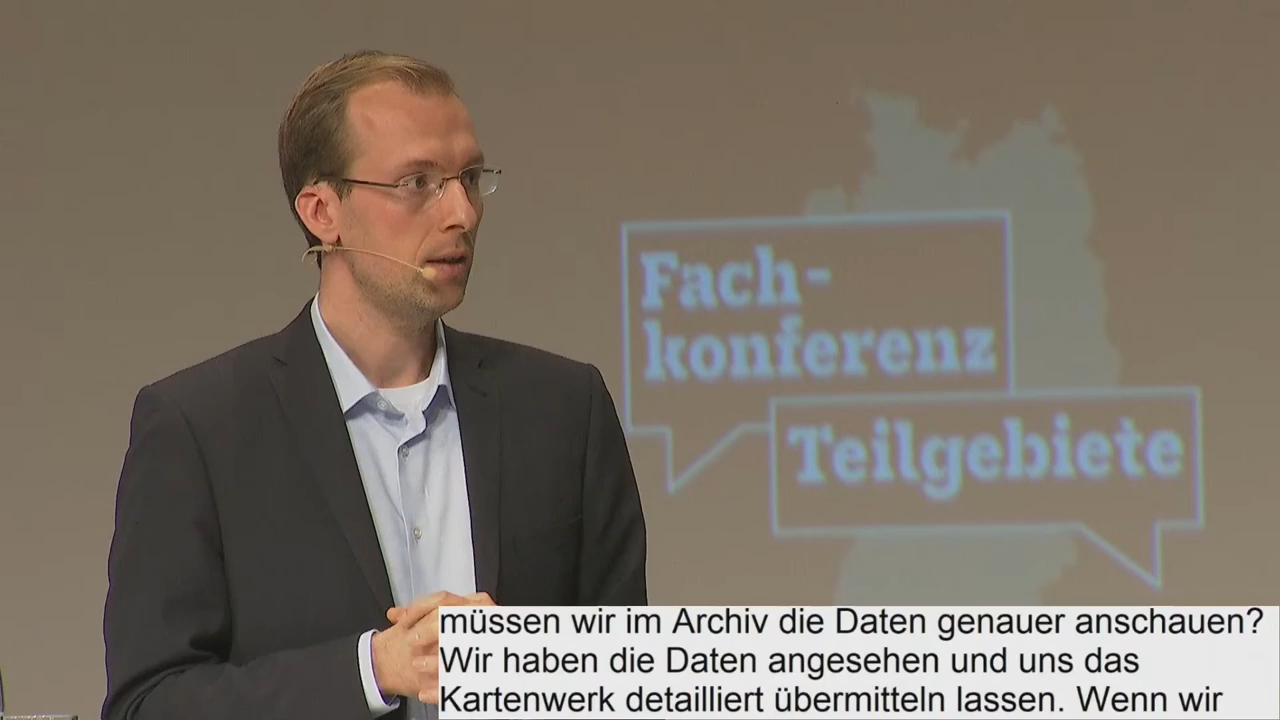 Fach-
konferenz
Teilgebiete
müssen wir im Archiv die Daten genauer anschauen?
Wir haben die Daten angesehen und uns das
Kartenwerk detailliert übermitteln lassen. Wenn wir